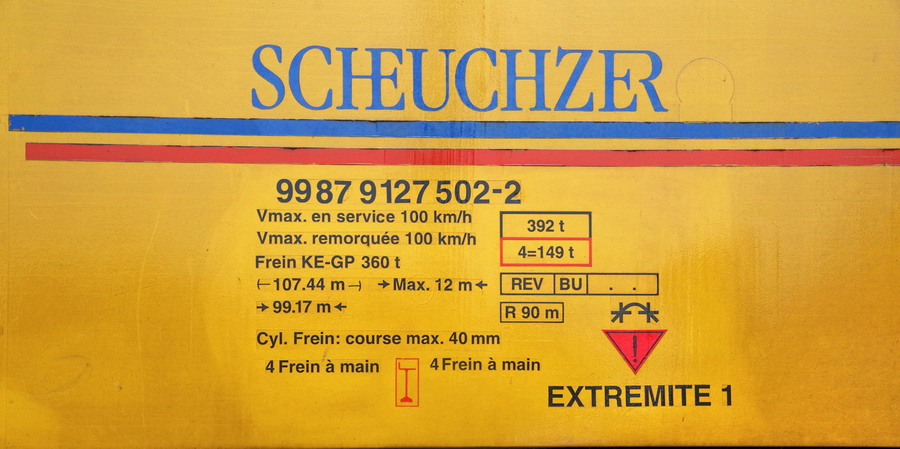 SCHEUCHZER
99 87 9127 502-2
Vmax. en service 100 km/h
392 t
Vmax. remorquée 100 km/h
4=149 t
Frein KE-GP 360 t
107.44 m Max. 12 m
REV BU . .
99.17 m
R 90 m
Cyl. Frein: course max. 40 mm
!
4 Frein à main 4 Frein à main
EXTREMITE 1